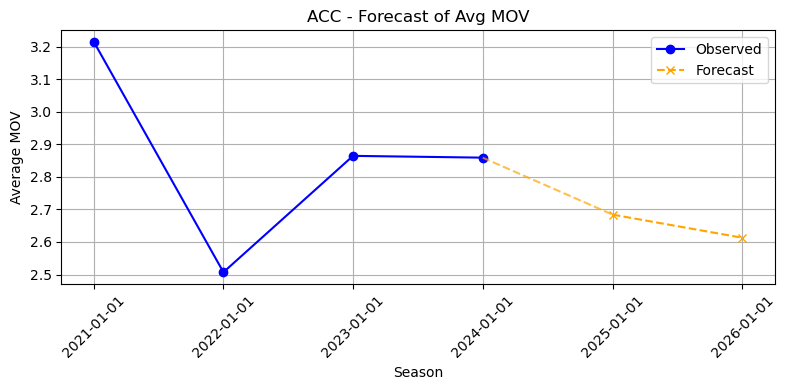 ACC - Forecast of Avg MOV
Observed
Forecast
Average MOV
3.2
3.1
3.0
2.9
2.8
2.7
2.6
2.5
2021-01-01
2022-01-01
2023-01-01
2024-01-01
2025-01-01
2026-01-01
Season